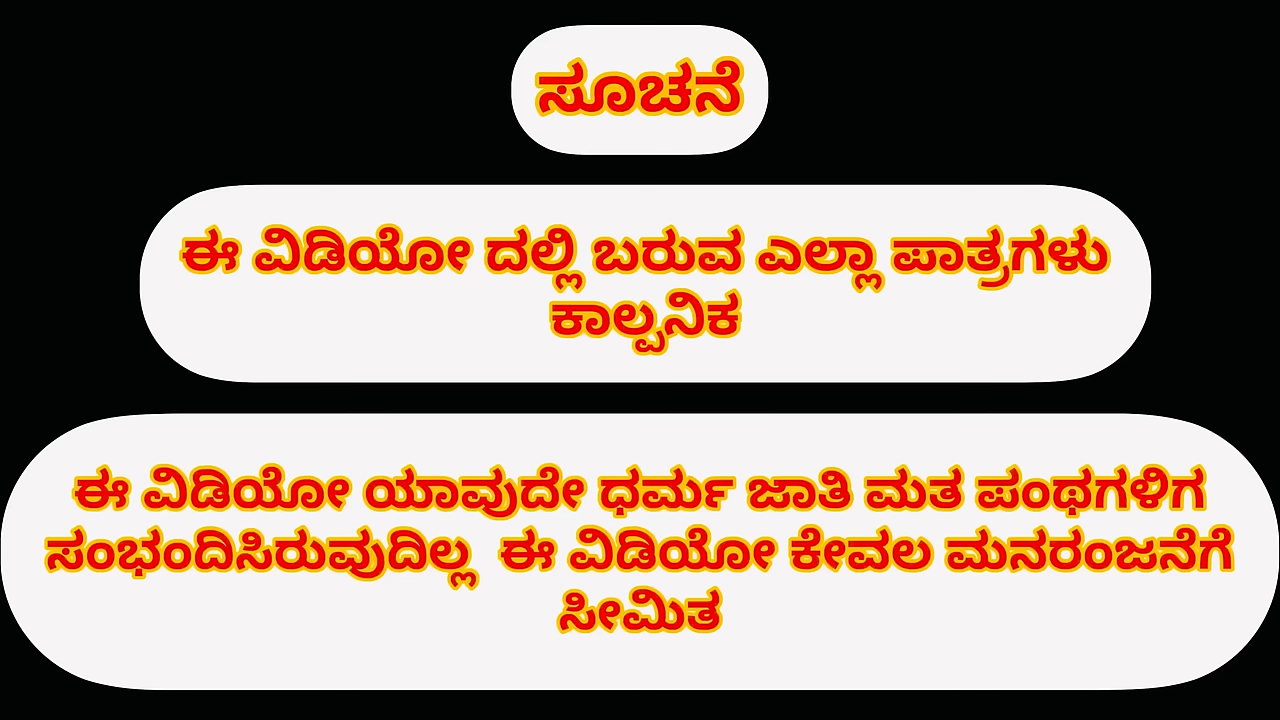 ಸೂಚನೆ
ಈ ವಿಡಿಯೋ ದಲ್ಲಿ ಬರುವ ಎಲ್ಲಾ ಪಾತ್ರಗಳು
ಕಾಲ್ಪನಿಕ
ಈ ವಿಡಿಯೋ ಯಾವುದೇ ಧರ್ಮ ಜಾತಿ ಮತ ಪಂಥಗಳಿಗ
ಸಂಭಂದಿಸಿರುವುದಿಲ್ಲ ಈ ವಿಡಿಯೋ ಕೇವಲ ಮನರಂಜನೆಗೆ
ಸೀಮಿತ